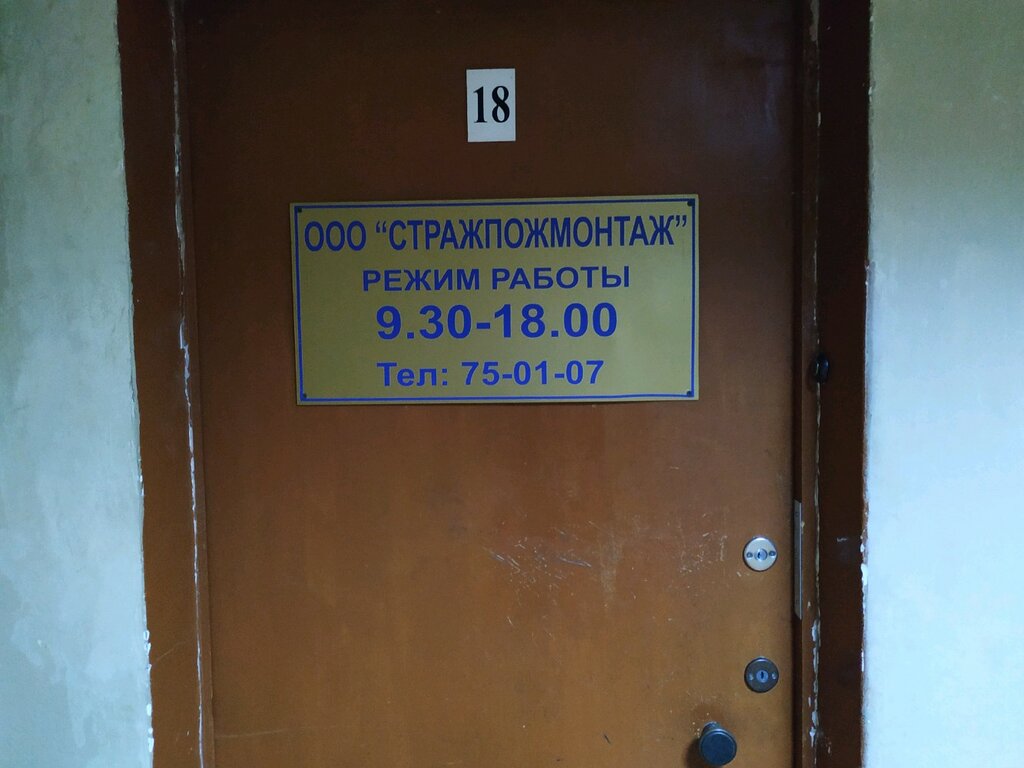 18
ООО “СТРАЖПОЖМОНТАЖ”
РЕЖИМ РАБОТЫ
9.30-18.00
Тел: 75-01-07